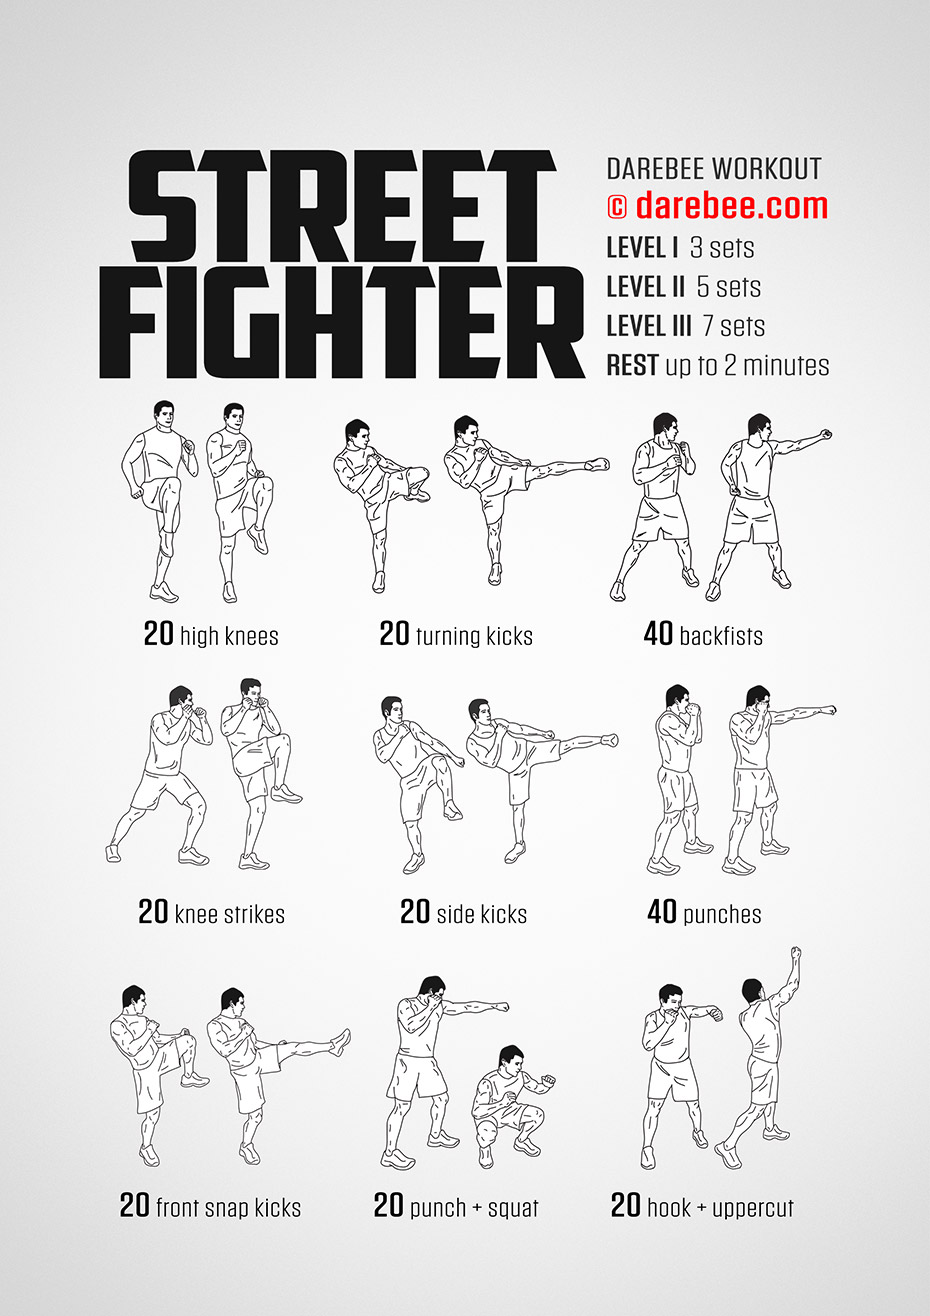 STREET
FIGHTER
DAREBEE WORKOUT
© darebee.com
LEVEL I 3 sets
LEVEL II 5 sets
LEVEL III 7 sets
REST up to 2 minutes
20 high knees
20 turning kicks
40 backfists
20 knee strikes
20 side kicks
40 punches
20 front snap kicks
20 punch + squat
20 hook + uppercut